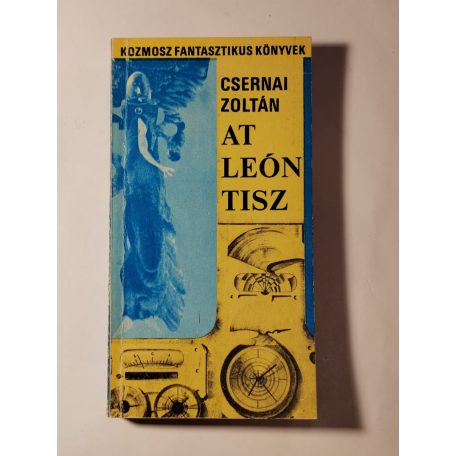 KOZMOSZ FANTASZTIKUS KÖNYVEK
CSERNAI
ZOLTÁN
AT
LEÓN
TISZ